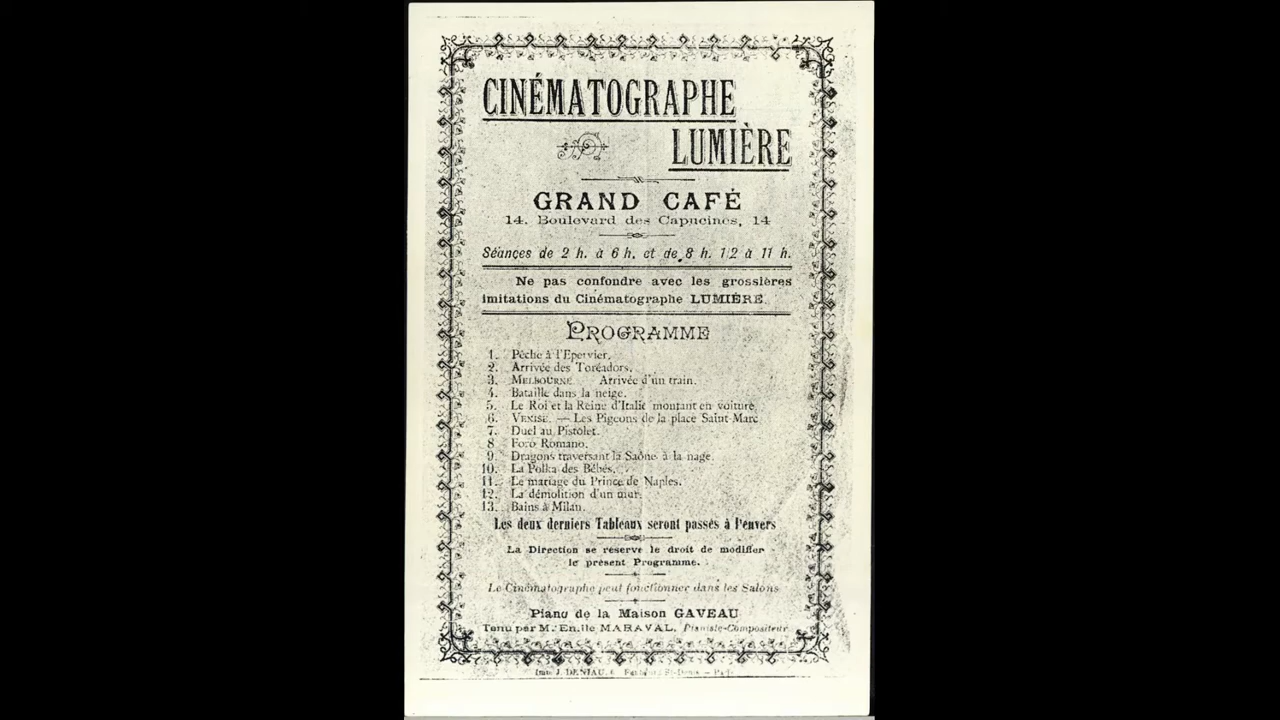 CINÉMATOGRAPHE
LUMIÈRE
GRAND CAFÉ
14. Boulevard des Capucines, 14
Séances de 2 h. à 6 h. et de 8 h. 1/2 à 11 h.
Ne pas confondre avec les grossières
imitations du Cinématographe LUMIÈRE.
PROGRAMME
1. Pêche à l'Epervier.
2. Arrivée des Toréadors.
3. MELBOURNE. Arrivée d'un train.
4. Bataille dans la neige.
5. Le Roi et la Reine d'Italie montant en voiture.
6. VENISE. — Les Pigeons de la place Saint-Marc
7. Duel au Pistolet.
8 Foro Romano.
9. Dragons traversant la Saône à la nage.
10. La Polka des Bébés.
11. Le mariage du Prince de Naples.
12. La démolition d'un mur.
13. Bains à Milan.
Les deux derniers Tableaux seront passés à l'envers
La Direction se réserve le droit de modifier
le présent Programme.
Le Cinématographe peut fonctionner dans les Salons
Piano de la Maison GAVEAU
Tenu par M. Emile MARAVAL, Pianiste-Compositeur
J. DENIAU,